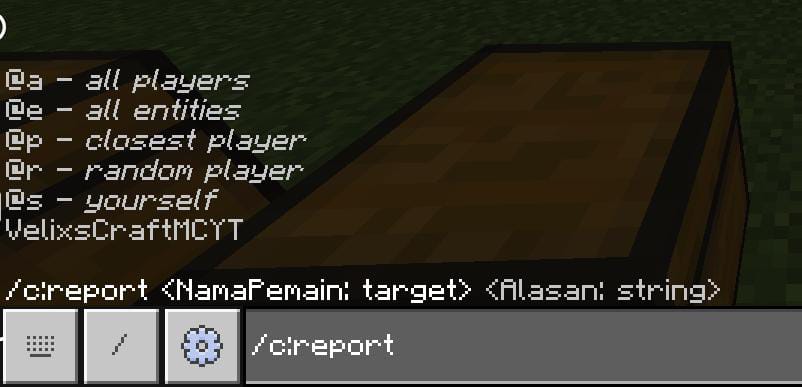 @a - all players
@e - all entities
@p - closest player
@r - random player
@s - yourself
VelixsCraftMCYT
/c:report <NamaPemain: target> <Alasan: string>
/
/c:report